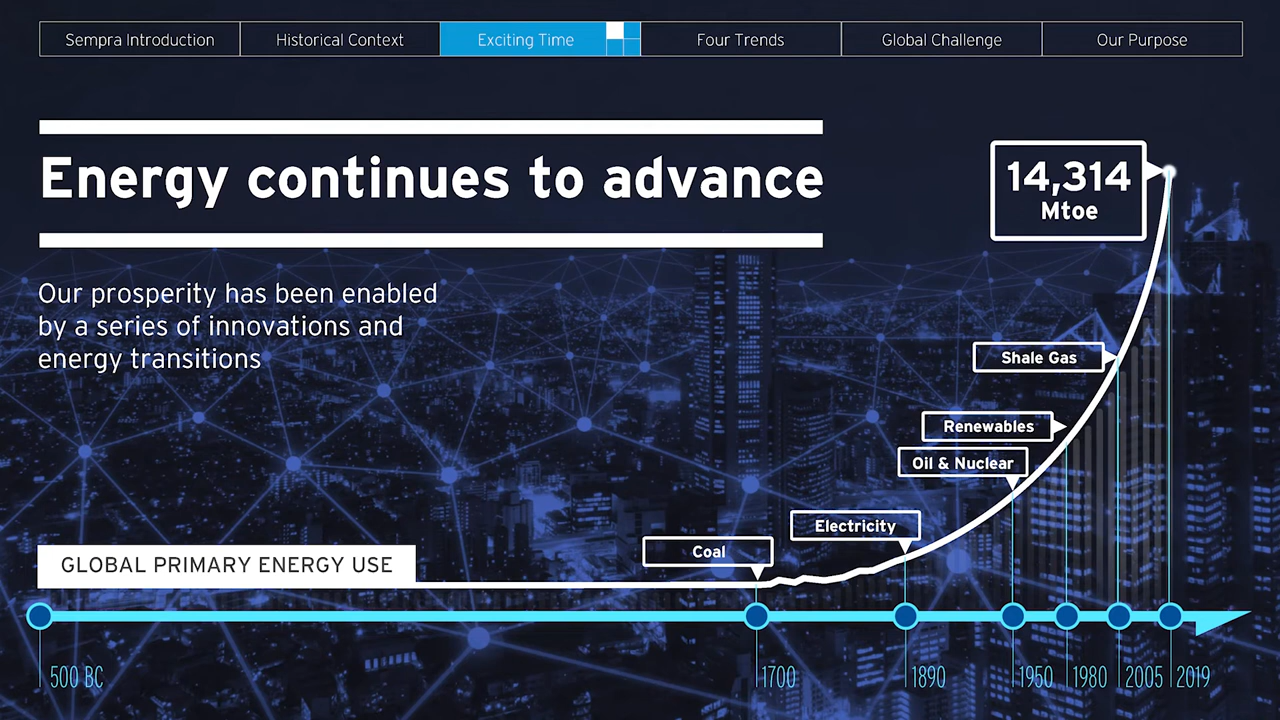 Sempra Introduction
Historical Context
Exciting Time
Four Trends
Global Challenge
Our Purpose
Energy continues to advance
14,314
Mtoe
Our prosperity has been enabled
by a series of innovations and
energy transitions
Shale Gas
Renewables
Oil & Nuclear
Electricity
Coal
GLOBAL PRIMARY ENERGY USE
500 BC
1700
1890
1950
1980
2005
2019